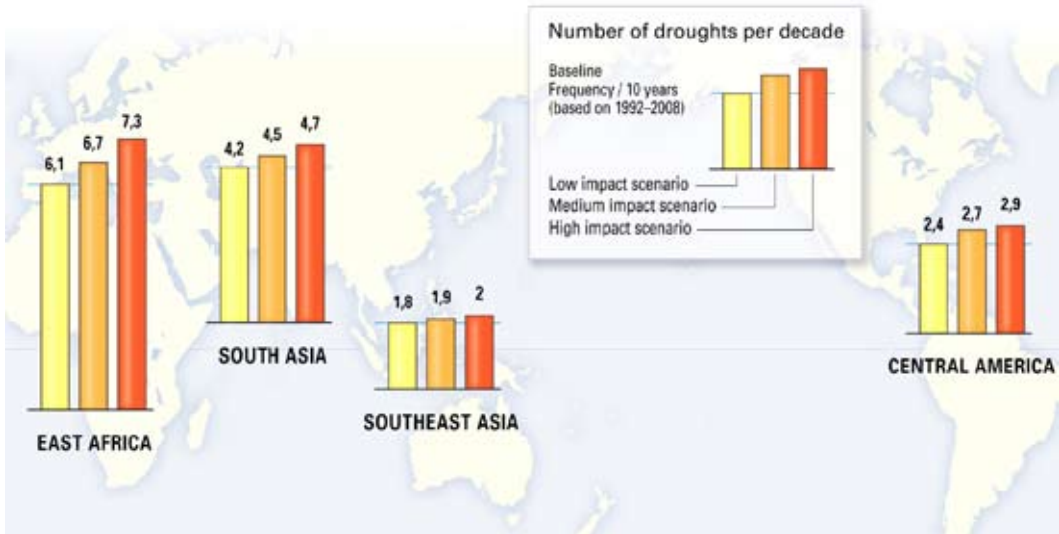 Number of droughts per decade
Baseline
Frequency / 10 years
(based on 1992–2008)
Low impact scenario
Medium impact scenario
High impact scenario
6,1
6,7
7,3
EAST AFRICA
4,2
4,5
4,7
SOUTH ASIA
1,8
1,9
2
SOUTHEAST ASIA
2,4
2,7
2,9
CENTRAL AMERICA